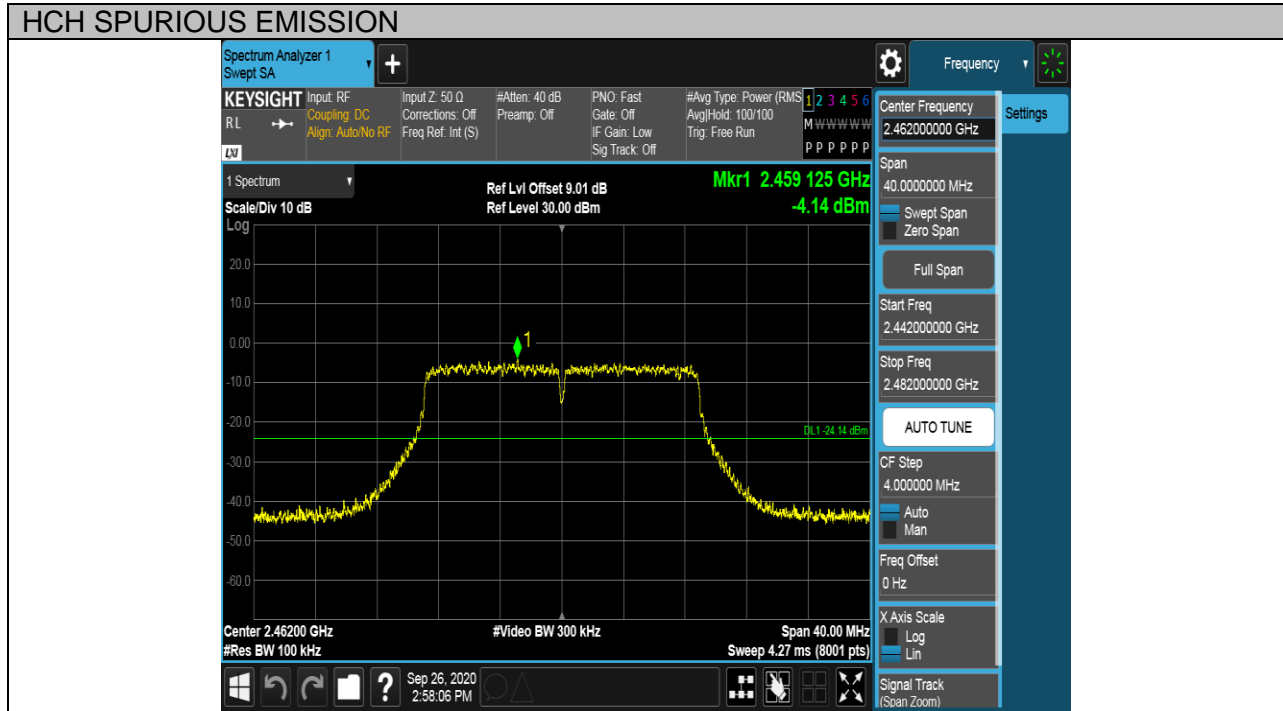 HCH SPURIOUS EMISSION
Spectrum Analyzer 1
Swept SA
Frequency
KEYSIGHT
RL
LXI
Input: RF
Coupling: DC
Align: Auto/No RF
Input Z: 50 Ω
Corrections: Off
Freq Ref: Int (S)
#Atten: 40 dB
Preamp: Off
PNO: Fast
Gate: Off
IF Gain: Low
Sig Track: Off
#Avg Type: Power (RMS
Avg|Hold: 100/100
Trig: Free Run
1 2 3 4 5 6
M W W W W W
P P P P P P
1 Spectrum
Scale/Div 10 dB
Log
Ref Lvl Offset 9.01 dB
Ref Level 30.00 dBm
Mkr1 2.459 125 GHz
-4.14 dBm
20.0
10.0
0.00
-10.0
-20.0
-30.0
-40.0
-50.0
-60.0
1
DL1 -24.14 dBm
Center 2.46200 GHz
#Res BW 100 kHz
#Video BW 300 kHz
Span 40.00 MHz
Sweep 4.27 ms (8001 pts)
?
Sep 26, 2020
2:58:06 PM
Center Frequency
2.462000000 GHz
Settings
Span
40.0000000 MHz
Swept Span
Zero Span
Full Span
Start Freq
2.442000000 GHz
Stop Freq
2.482000000 GHz
AUTO TUNE
CF Step
4.000000 MHz
Auto
Man
Freq Offset
0 Hz
X Axis Scale
Log
Lin
Signal Track
(Span Zoom)